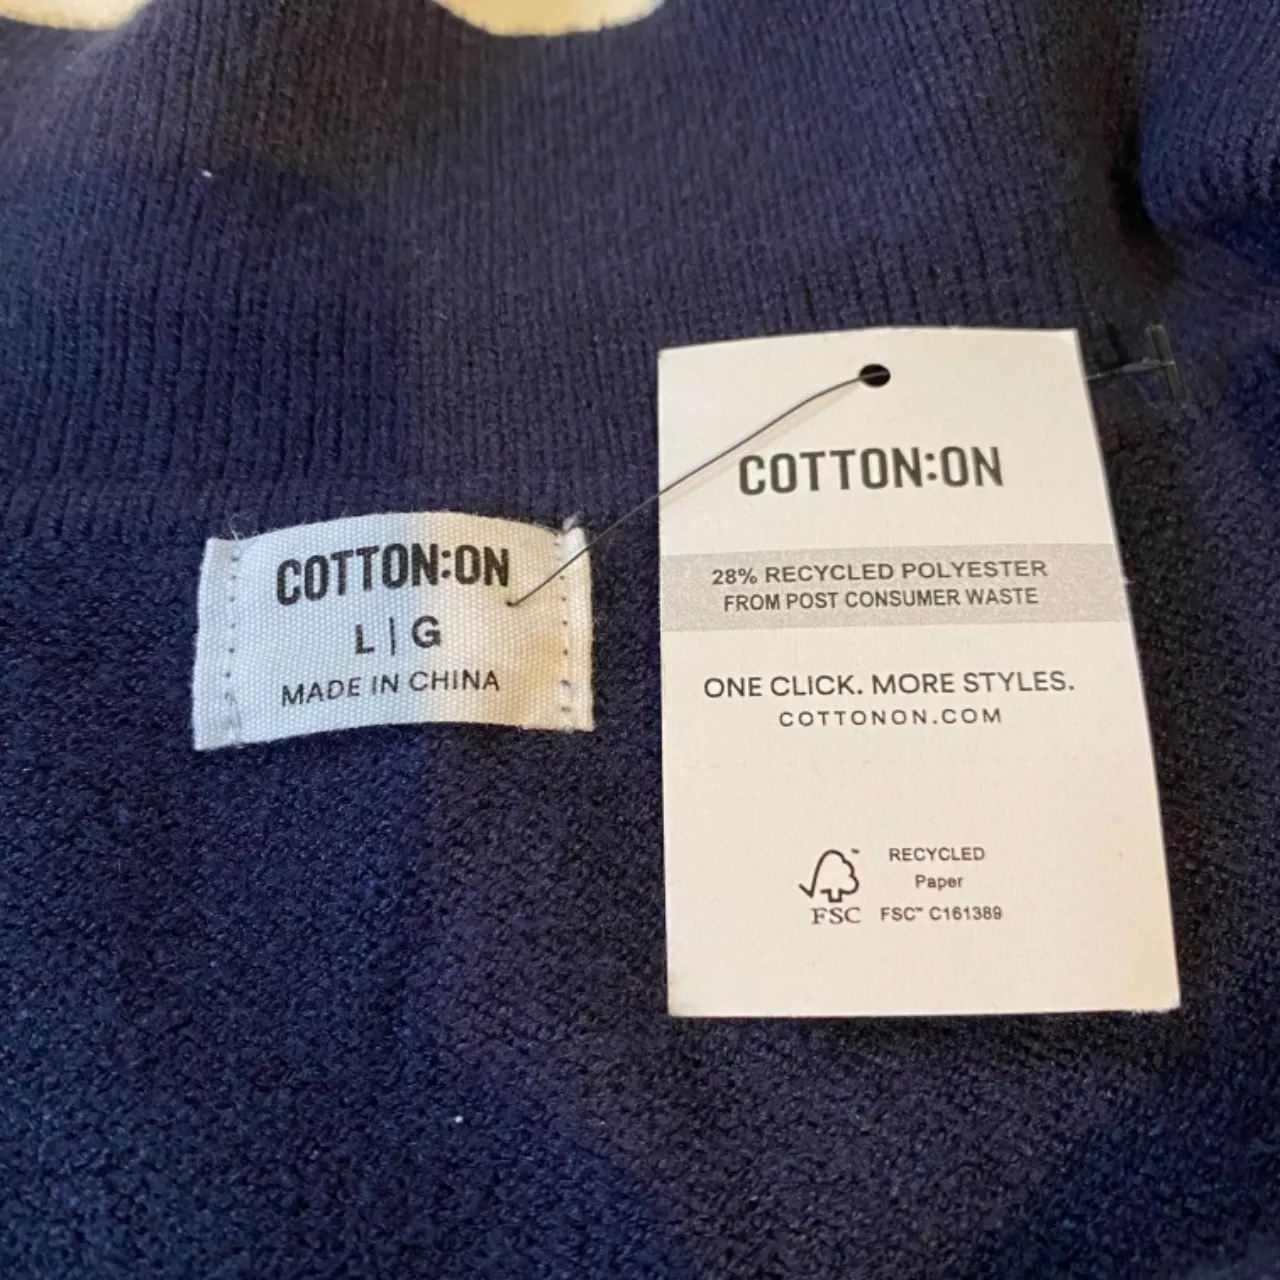 COTTON:ON
L | G
MADE IN CHINA
COTTON:ON
28% RECYCLED POLYESTER
FROM POST CONSUMER WASTE
ONE CLICK. MORE STYLES.
COTTONON.COM
RECYCLED
Paper
FSC™ C161389
FSC